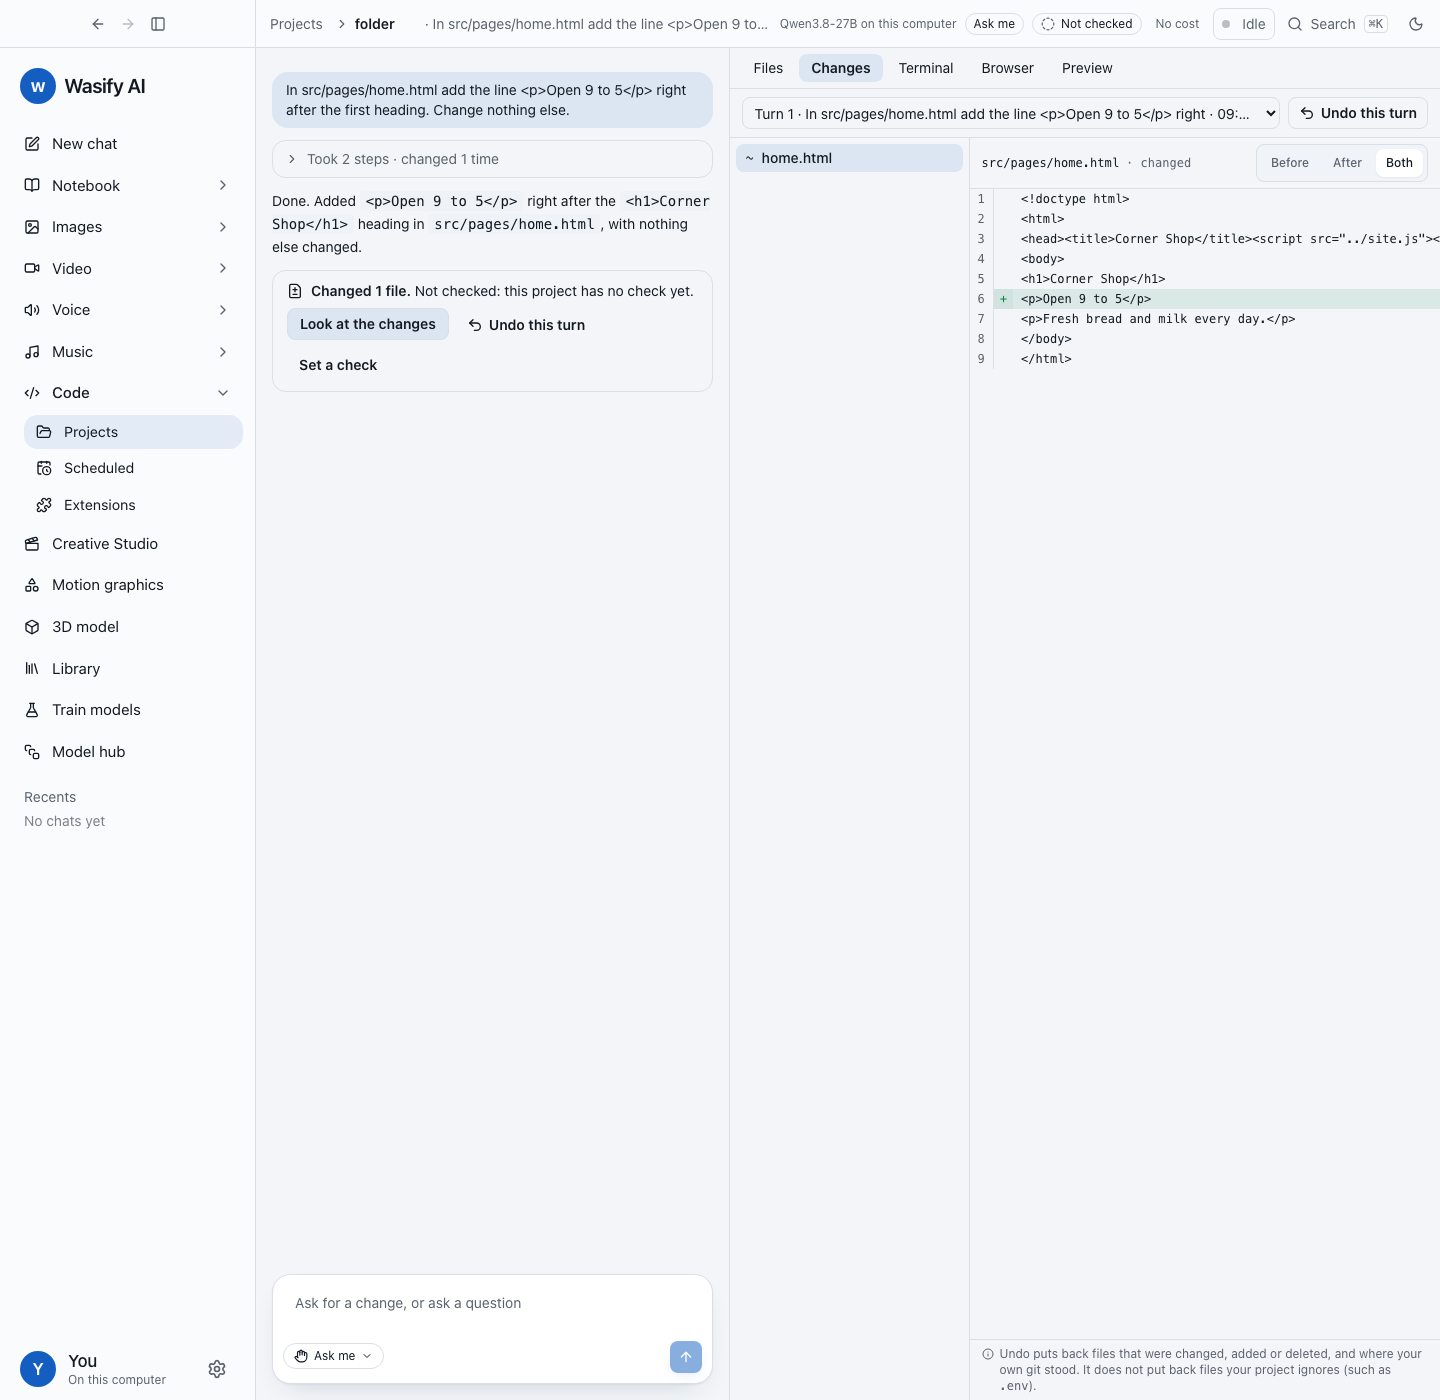 Projects > folder
· In src/pages/home.html add the line <p>Open 9 to...
Qwen3.8-27B on this computer
Ask me
Not checked
No cost
Idle
Search
⌘K
W
Wasify AI
New chat
Notebook
Images
Video
Voice
Music
Code
Projects
Scheduled
Extensions
Creative Studio
Motion graphics
3D model
Library
Train models
Model hub
Recents
No chats yet
Y
You
On this computer
In src/pages/home.html add the line <p>Open 9 to 5</p> right
after the first heading. Change nothing else.
Took 2 steps · changed 1 time
Done. Added <p>Open 9 to 5</p> right after the <h1>Corner
Shop</h1> heading in src/pages/home.html , with nothing
else changed.
Changed 1 file. Not checked: this project has no check yet.
Look at the changes
Undo this turn
Set a check
Ask for a change, or ask a question
Ask me
Files
Changes
Terminal
Browser
Preview
Turn 1 · In src/pages/home.html add the line <p>Open 9 to 5</p> right · 09:...
Undo this turn
~ home.html
src/pages/home.html · changed
Before
After
Both
1 <!doctype html>
2 <html>
3 <head><title>Corner Shop</title><script src="../site.js"><
4 <body>
5 <h1>Corner Shop</h1>
6 + <p>Open 9 to 5</p>
7 <p>Fresh bread and milk every day.</p>
8 </body>
9 </html>
Undo puts back files that were changed, added or deleted, and where your
own git stood. It does not put back files your project ignores (such as
.env).